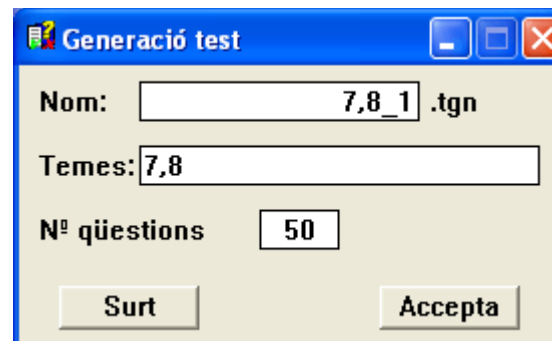 Generació test
Nom: 7,8_1 .tgn
Temes: 7,8
Nº qüestions 50
Surt Accepta